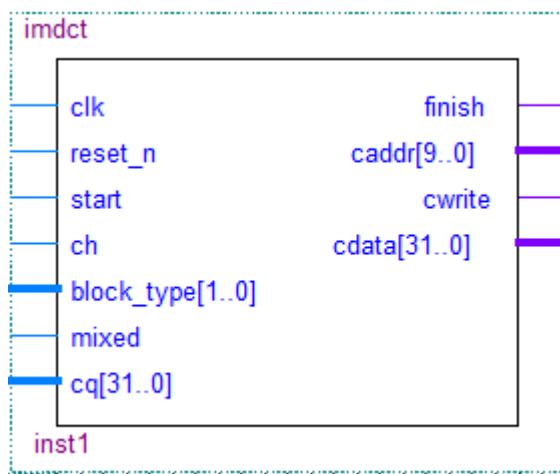 imdct
clk finish
reset_n caddr[9..0]
start cwrite
ch cdata[31..0]
block_type[1..0]
mixed
cq[31..0]
inst1